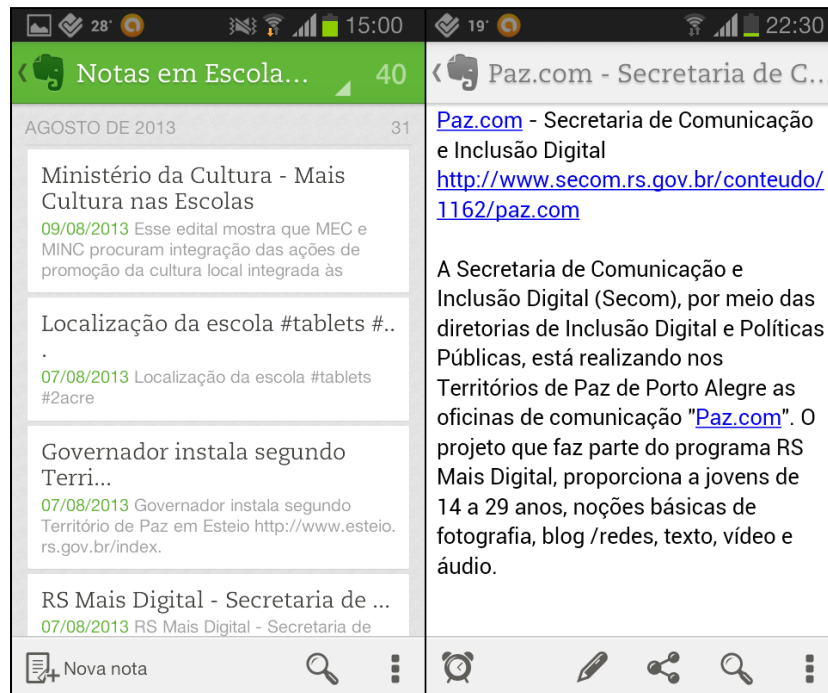 28°
15:00
Notas em Escola...
40
AGOSTO DE 2013
31
Ministério da Cultura - Mais
Cultura nas Escolas
09/08/2013 Esse edital mostra que MEC e
MINC procuram integração das ações de
promoção da cultura local integrada às
Localização da escola #tablets #..
.
07/08/2013 Localização da escola #tablets
#2acre
Governador instala segundo
Terri...
07/08/2013 Governador instala segundo
Território de Paz em Esteio http://www.esteio.
rs.gov.br/index.
RS Mais Digital - Secretaria de ...
07/08/2013 RS Mais Digital - Secretaria de
Nova nota
19°
22:30
Paz.com - Secretaria de C..
Paz.com - Secretaria de Comunicação
e Inclusão Digital
http://www.secom.rs.gov.br/conteudo/
1162/paz.com
A Secretaria de Comunicação e
Inclusão Digital (Secom), por meio das
diretorias de Inclusão Digital e Políticas
Públicas, está realizando nos
Territórios de Paz de Porto Alegre as
oficinas de comunicação "Paz.com". O
projeto que faz parte do programa RS
Mais Digital, proporciona a jovens de
14 a 29 anos, noções básicas de
fotografia, blog /redes, texto, vídeo e
áudio.